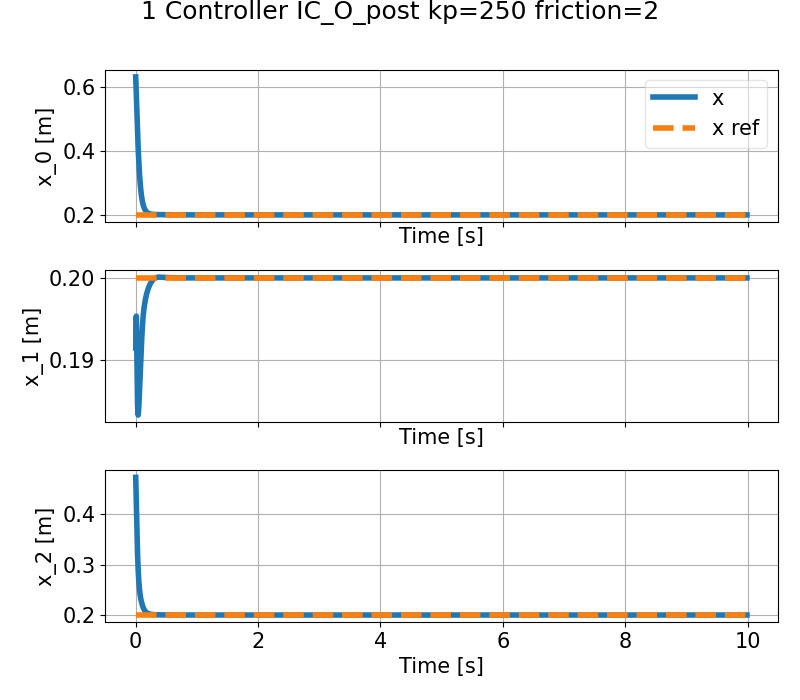 1 Controller IC_O_post kp=250 friction=2
x_0 [m]
0.6
0.4
0.2
x
x ref
Time [s]
x_1 [m]
0.20
0.19
Time [s]
x_2 [m]
0.4
0.3
0.2
0 2 4 6 8 10
Time [s]